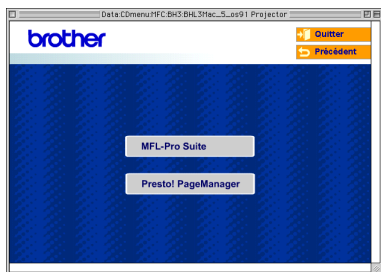 Data:CDmenu:MFC:BH3:BHL3Mac_5_os91 Projector
brother
Quitter
Précédent
MFL-Pro Suite
Presto! PageManager